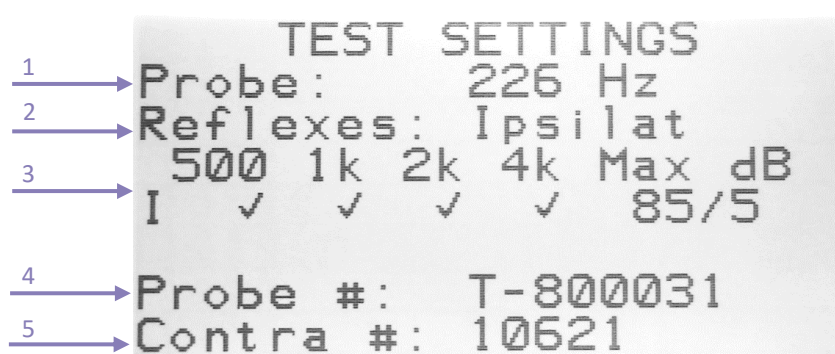 TEST SETTINGS
1 Probe: 226 Hz
2 Reflexes: Ipsilat
500 1k 2k 4k Max dB
3 I ✓ ✓ ✓ ✓ 85/5
4 Probe #: T-800031
5 Contra #: 10621